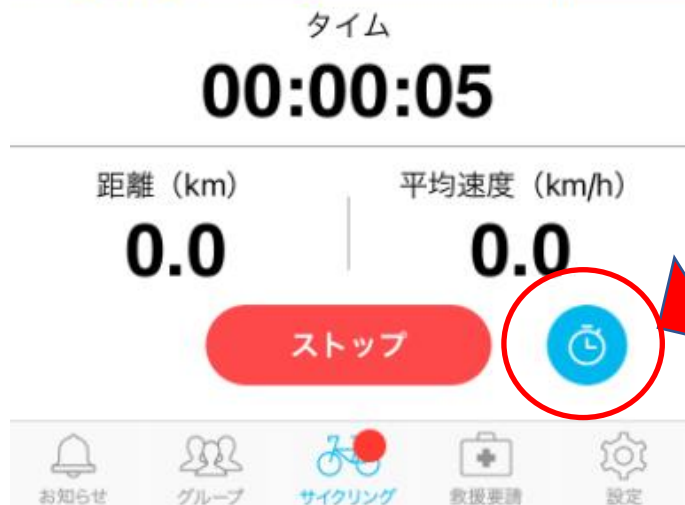 タイム
00:00:05
距離（km） 平均速度（km/h）
0.0 0.0
ストップ
お知らせ グループ サイクリング 救援要請 設定